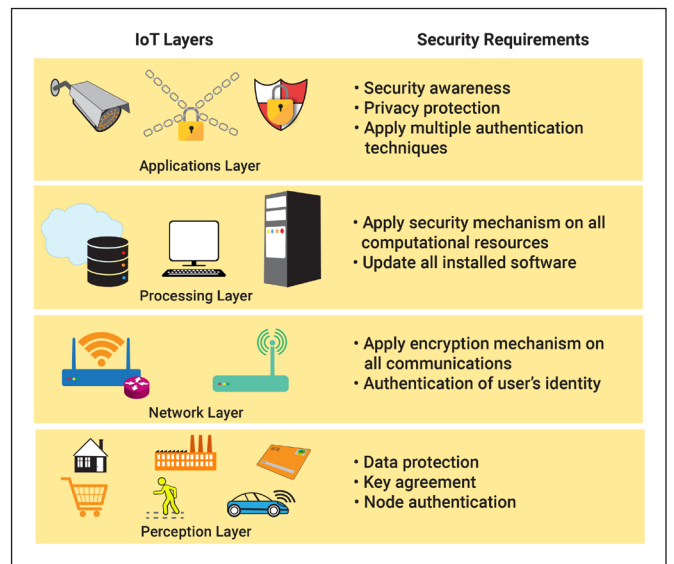 IoT Layers
Security Requirements
Applications Layer
• Security awareness
• Privacy protection
• Apply multiple authentication
techniques
Processing Layer
• Apply security mechanism on all
computational resources
• Update all installed software
Network Layer
• Apply encryption mechanism on
all communications
• Authentication of user's identity
Perception Layer
• Data protection
• Key agreement
• Node authentication